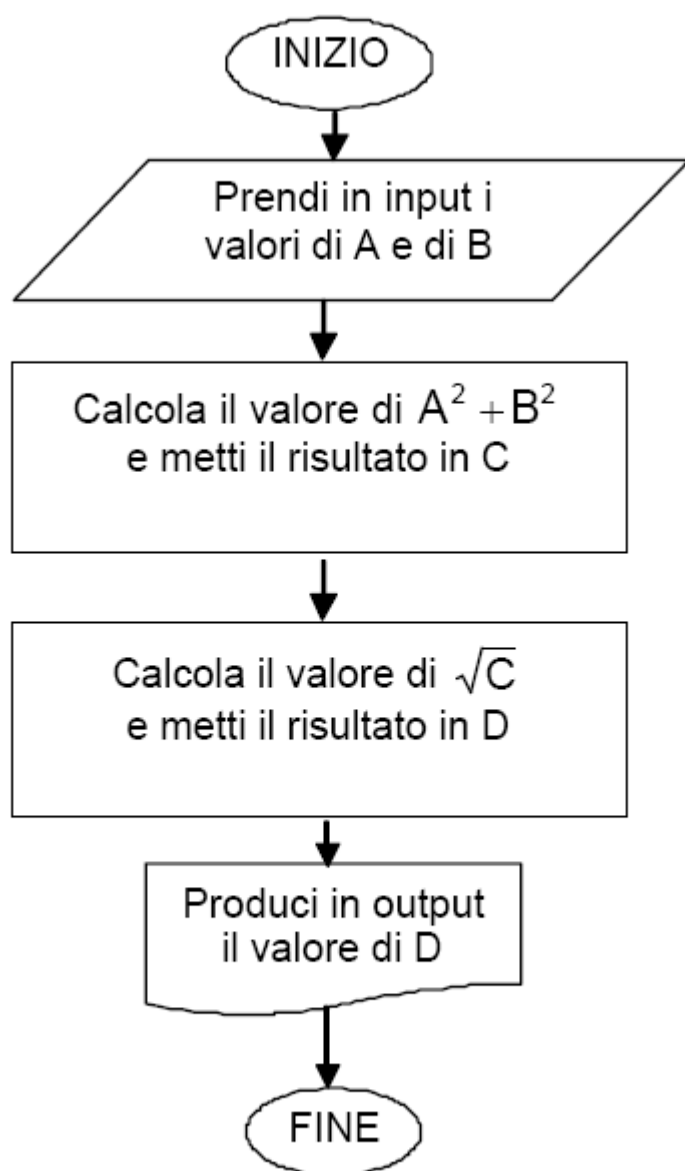 INIZIO
Prendi in input i
valori di A e di B
Calcola il valore di A² + B²
e metti il risultato in C
Calcola il valore di √C
e metti il risultato in D
Produci in output
il valore di D
FINE